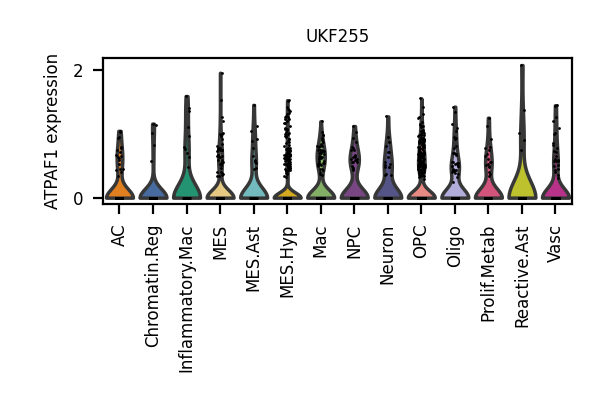 UKF255
ATPAF1 expression
2
0
AC
Chromatin.Reg
Inflammatory.Mac
MES
MES.Ast
MES.Hyp
Mac
NPC
Neuron
OPC
Oligo
Prolif.Metab
Reactive.Ast
Vasc